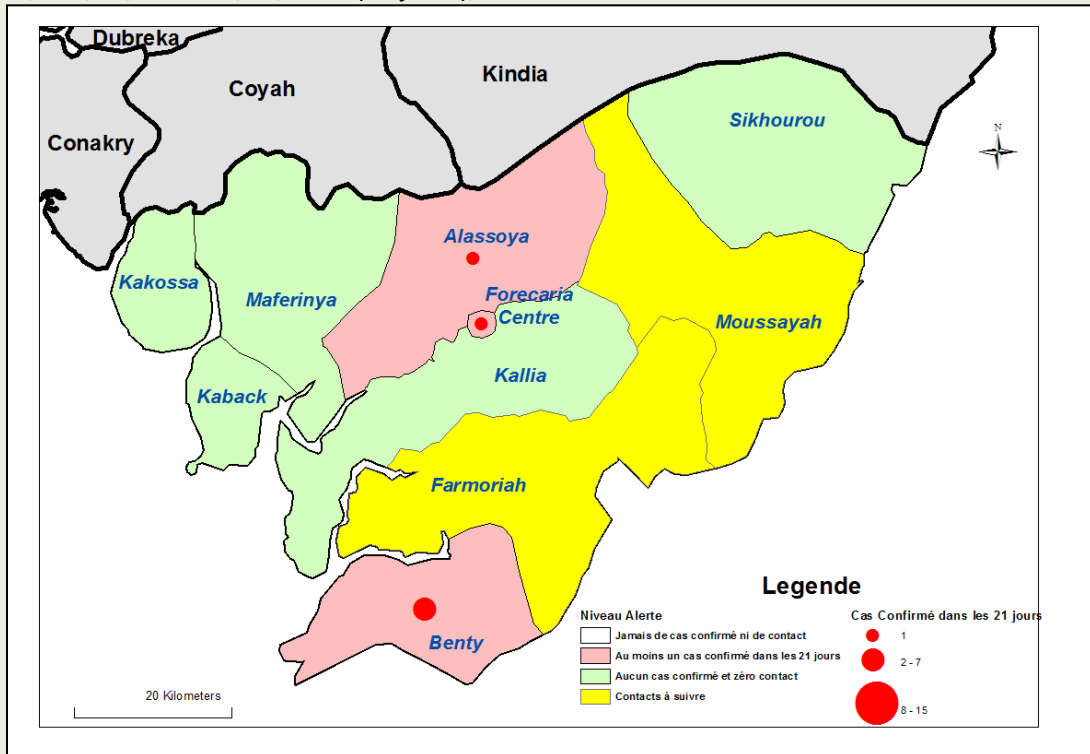 Dubreka
Coyah
Kindia
Conakry
Sikhourou
N
Alassoya
Kakossa
Maferinya
Forecaria
Centre
Moussayah
Kallia
Kaback
Farmoriah
Benty
Legende
Niveau Alerte
Jamais de cas confirmé ni de contact
Au moins un cas confirmé dans les 21 jours
Aucun cas confirmé et zéro contact
Contacts à suivre
Cas Confirmé dans les 21 jours
1
2 - 7
8 - 15
20 Kilometers